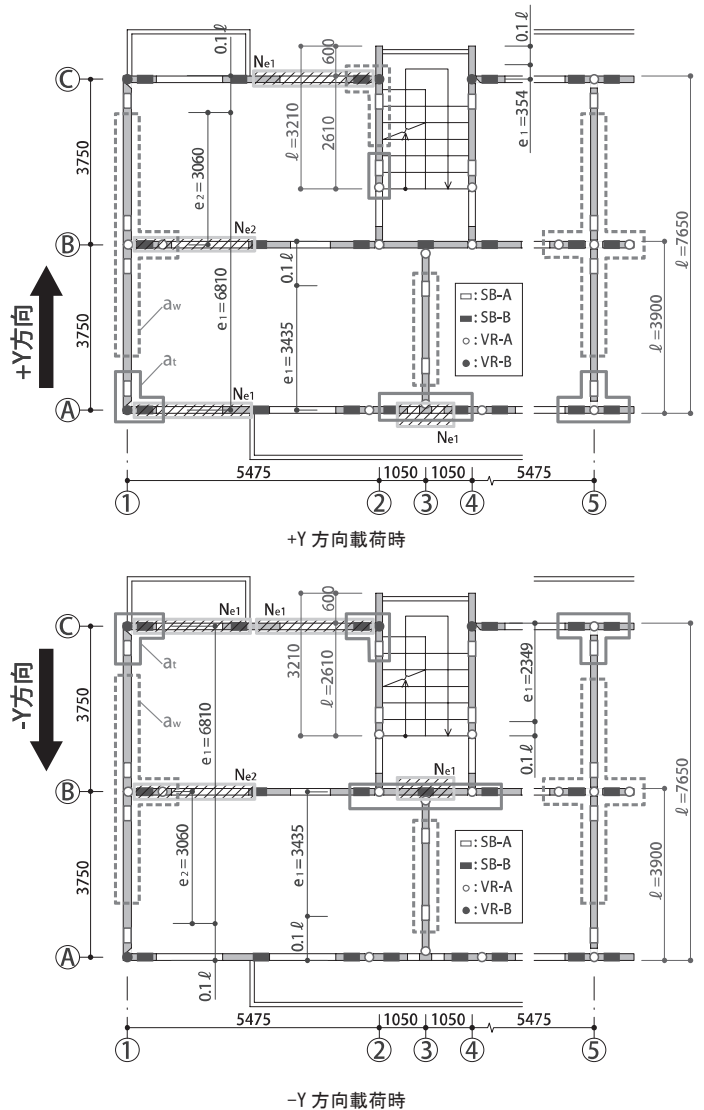 0.1ℓ
600
0.1ℓ
Ne1
C
ℓ=3210
2610
e1=354
3750
e2=3060
Ne2
B
0.1ℓ
ℓ=7650
+Y方向
3750
aw
e1=6810
e1=3435
□:SB-A
■:SB-B
○:VR-A
●:VR-B
ℓ=3900
at
Ne1
A
Ne1
5475
1050
1050
5475
1
2
3
4
5
+Y 方向載荷時
600
Ne1
Ne1
C
3210
ℓ=2610
e1=2349
-Y方向
at
3750
aw
e1=6810
0.1ℓ
ℓ=7650
Ne2
Ne1
B
3750
e2=3060
e1=3435
□:SB-A
■:SB-B
○:VR-A
●:VR-B
ℓ=3900
0.1ℓ
A
0.1ℓ
5475
1050
1050
5475
1
2
3
4
5
−Y 方向載荷時